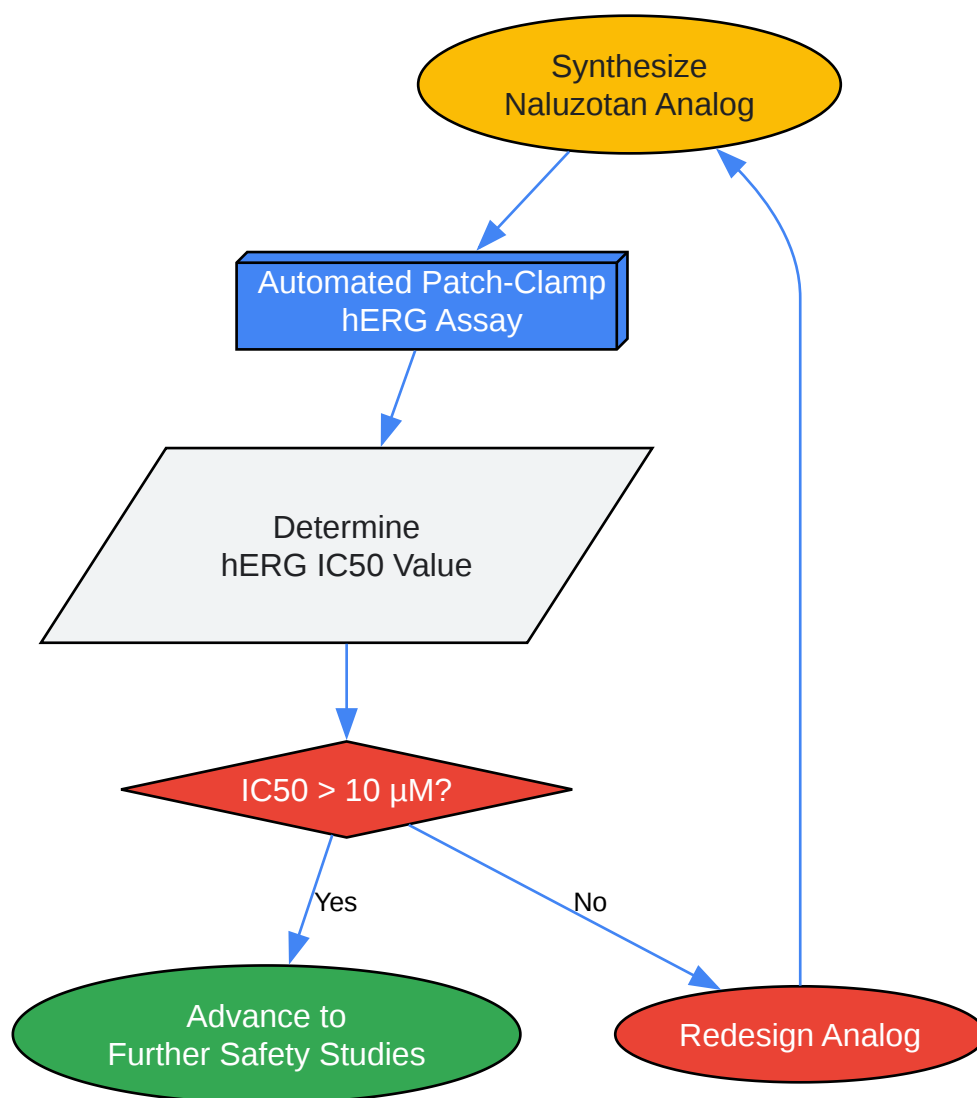 Synthesize
Naluzotan Analog
Automated Patch-Clamp
hERG Assay
Determine
hERG IC50 Value
IC50 > 10 µM?
Yes
No
Advance to
Further Safety Studies
Redesign Analog